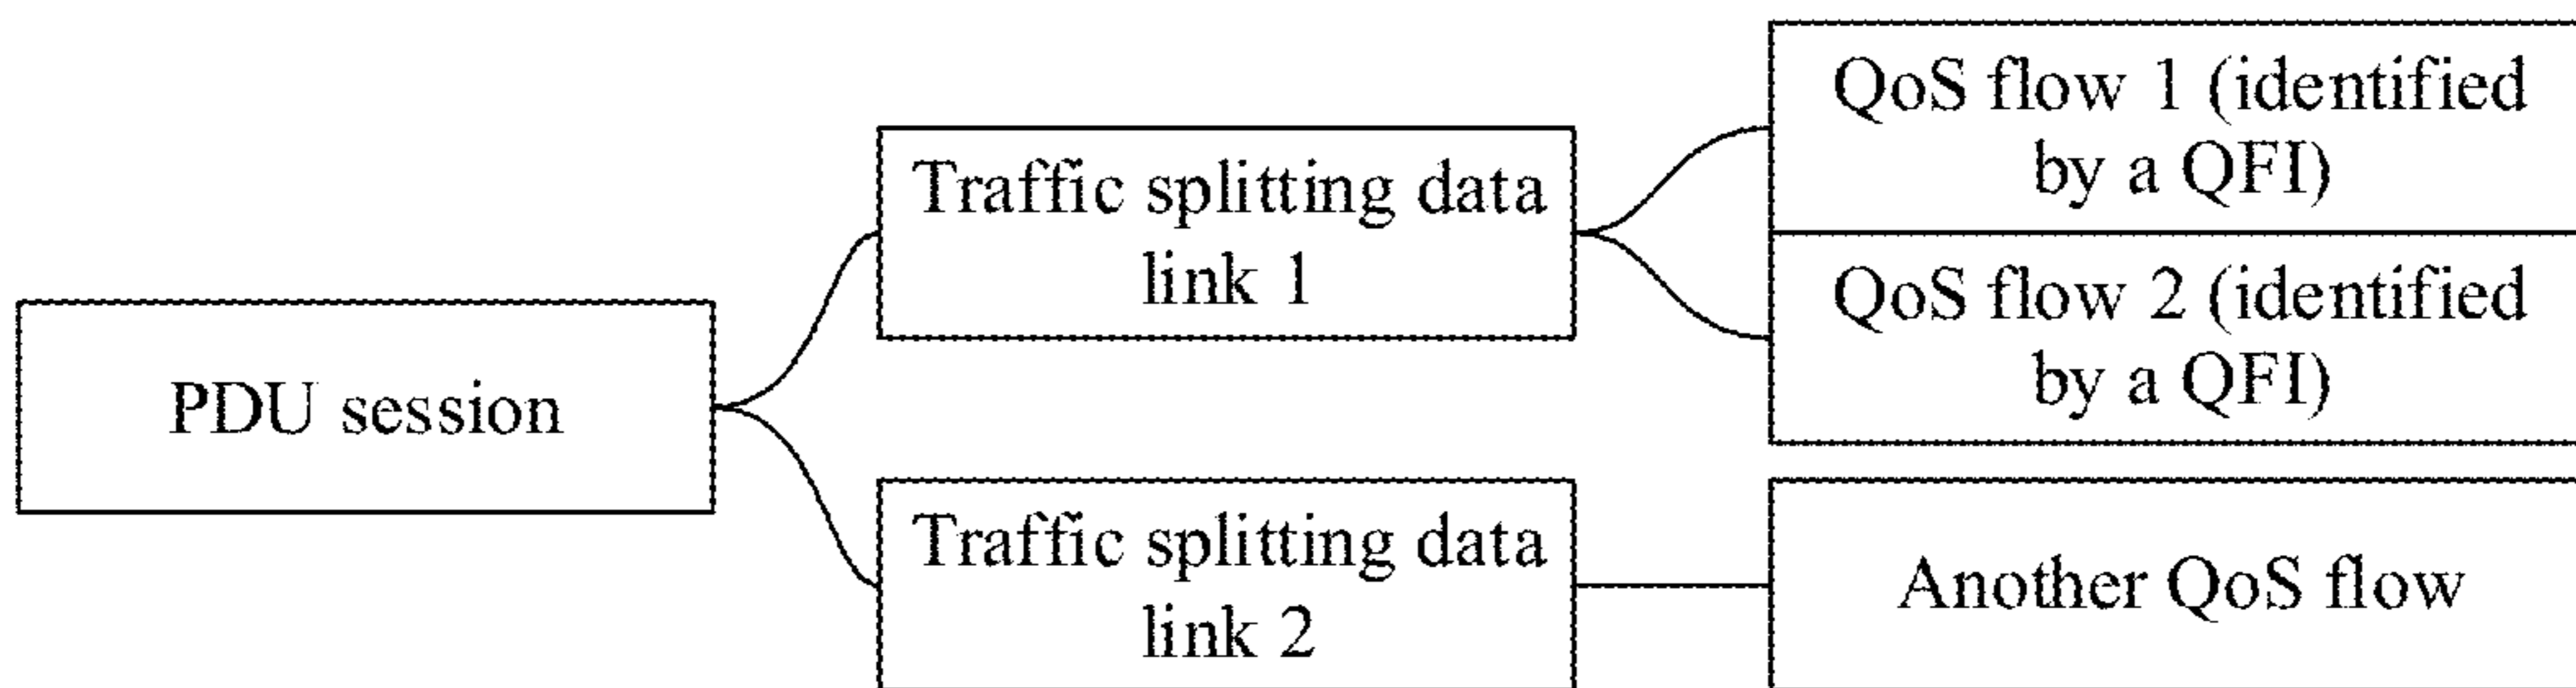 PDU session
Traffic splitting data
link 1
QoS flow 1 (identified
by a QFI)
QoS flow 2 (identified
by a QFI)
Traffic splitting data
link 2
Another QoS flow